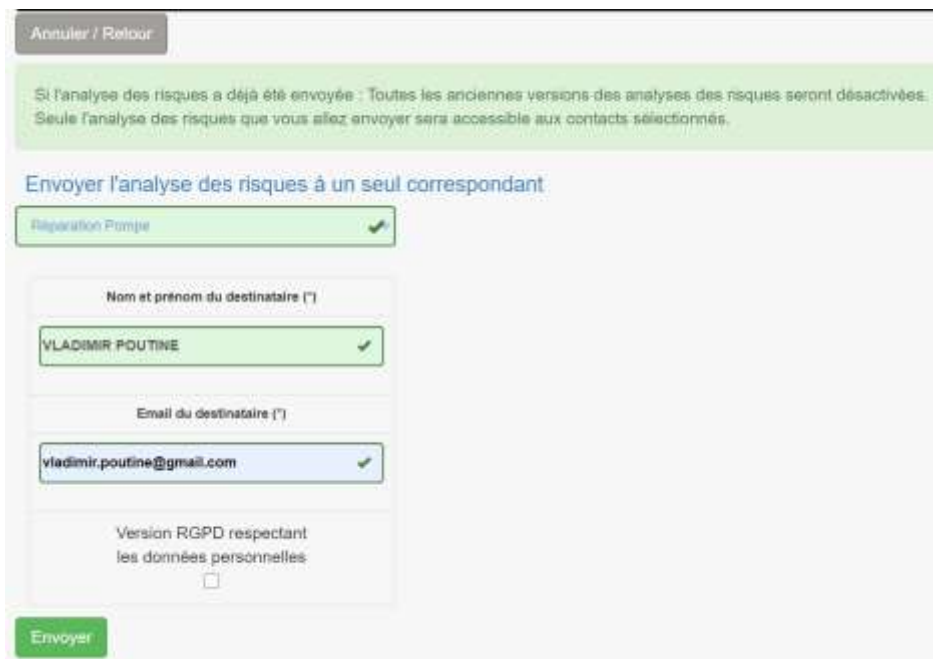 Annuler / Retour
Si l'analyse des risques a déjà été envoyée : Toutes les anciennes versions des analyses des risques seront désactivées.
Seule l'analyse des risques que vous allez envoyer sera accessible aux contacts sélectionnés.
Envoyer l'analyse des risques à un seul correspondant
Réparation Pompe
Nom et prénom du destinataire (*)
VLADIMIR POUTINE
Email du destinataire (*)
vladimir.poutine@gmail.com
Version RGPD respectant
les données personnelles
Envoyer